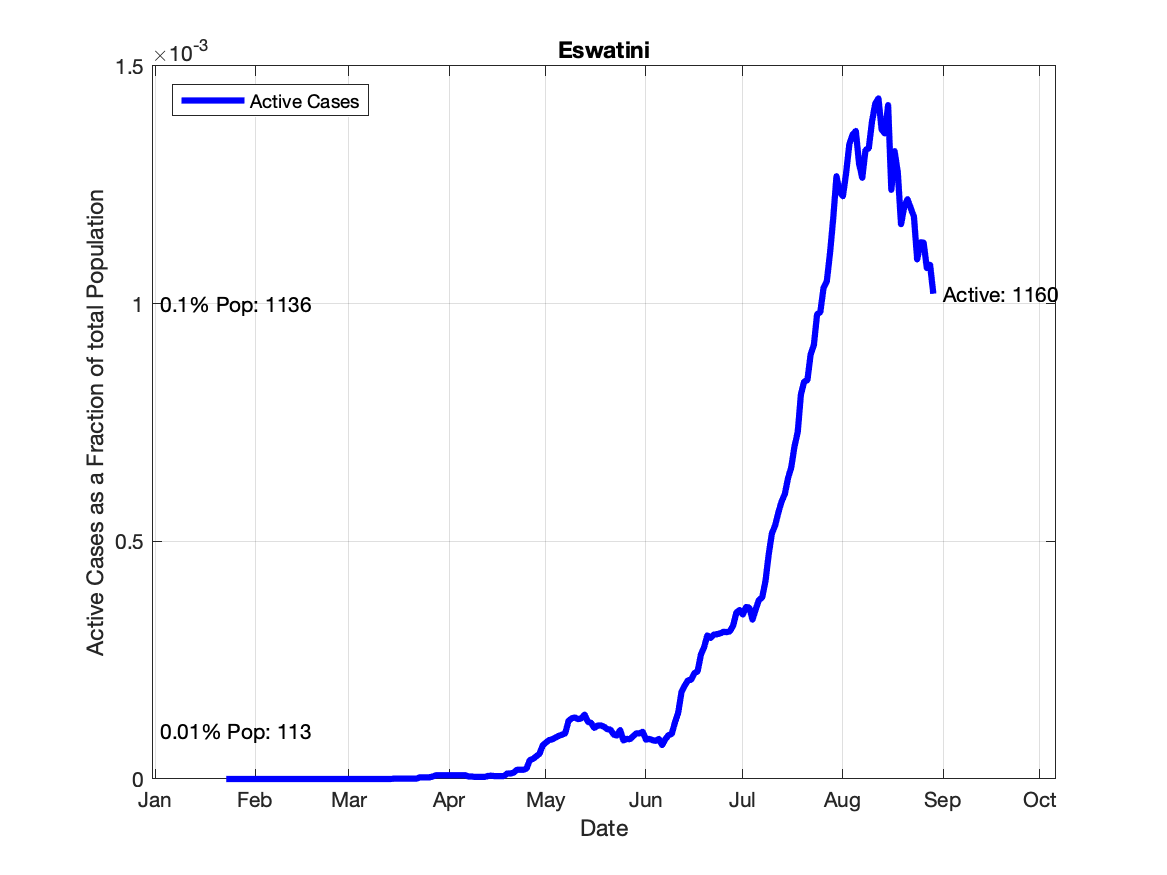 Eswatini
×10-3
1.5
Active Cases
1
0.1% Pop: 1136
Active: 1160
0.5
0.01% Pop: 113
0
Jan Feb Mar Apr May Jun Jul Aug Sep Oct
Date
Active Cases as a Fraction of total Population